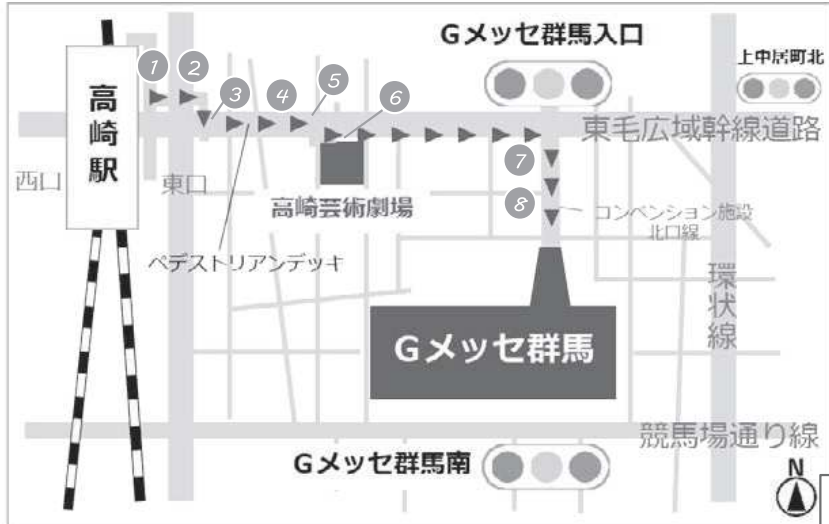 Gメッセ群馬入口
上中居町北
1
2
3
4
5
6
高崎駅
東毛広域幹線道路
西口
東口
7
高崎芸術劇場
8
コンベンション施設
北口線
ペデストリアンデッキ
環状線
Gメッセ群馬
競馬場通り線
Gメッセ群馬南
N